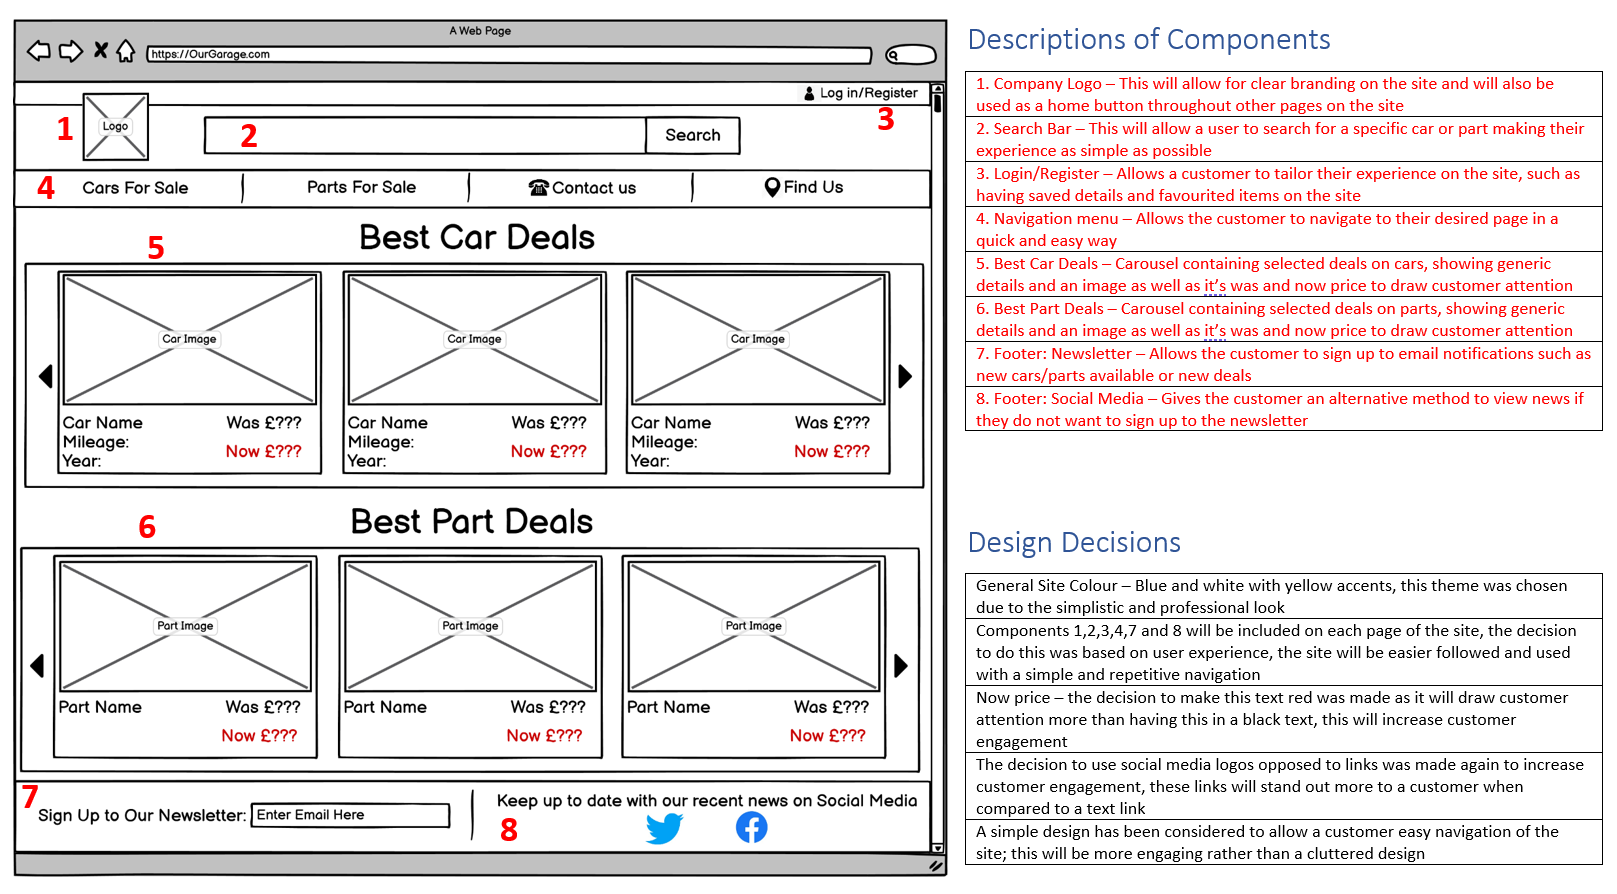 A Web Page
https://OurGarage.com
Log in/Register
1
Logo
2
Search
3
4
Cars For Sale
Parts For Sale
Contact us
Find Us
Best Car Deals
5
Car Image
Car Image
Car Image
Car Name
Was £???
Mileage:
Now £???
Year:
Car Name
Was £???
Mileage:
Now £???
Year:
Car Name
Was £???
Mileage:
Now £???
Year:
Best Part Deals
6
Part Image
Part Image
Part Image
Part Name
Was £???
Now £???
Part Name
Was £???
Now £???
Part Name
Was £???
Now £???
7
Sign Up to Our Newsletter:
Enter Email Here
Keep up to date with our recent news on Social Media
8
Descriptions of Components
1. Company Logo – This will allow for clear branding on the site and will also be
used as a home button throughout other pages on the site
2. Search Bar – This will allow a user to search for a specific car or part making their
experience as simple as possible
3. Login/Register – Allows a customer to tailor their experience on the site, such as
having saved details and favourited items on the site
4. Navigation menu – Allows the customer to navigate to their desired page in a
quick and easy way
5. Best Car Deals – Carousel containing selected deals on cars, showing generic
details and an image as well as it’s was and now price to draw customer attention
6. Best Part Deals – Carousel containing selected deals on parts, showing generic
details and an image as well as it’s was and now price to draw customer attention
7. Footer: Newsletter – Allows the customer to sign up to email notifications such as
new cars/parts available or new deals
8. Footer: Social Media – Gives the customer an alternative method to view news if
they do not want to sign up to the newsletter
Design Decisions
General Site Colour – Blue and white with yellow accents, this theme was chosen
due to the simplistic and professional look
Components 1,2,3,4,7 and 8 will be included on each page of the site, the decision
to do this was based on user experience, the site will be easier followed and used
with a simple and repetitive navigation
Now price – the decision to make this text red was made as it will draw customer
attention more than having this in a black text, this will increase customer
engagement
The decision to use social media logos opposed to links was made again to increase
customer engagement, these links will stand out more to a customer when
compared to a text link
A simple design has been considered to allow a customer easy navigation of the
site; this will be more engaging rather than a cluttered design